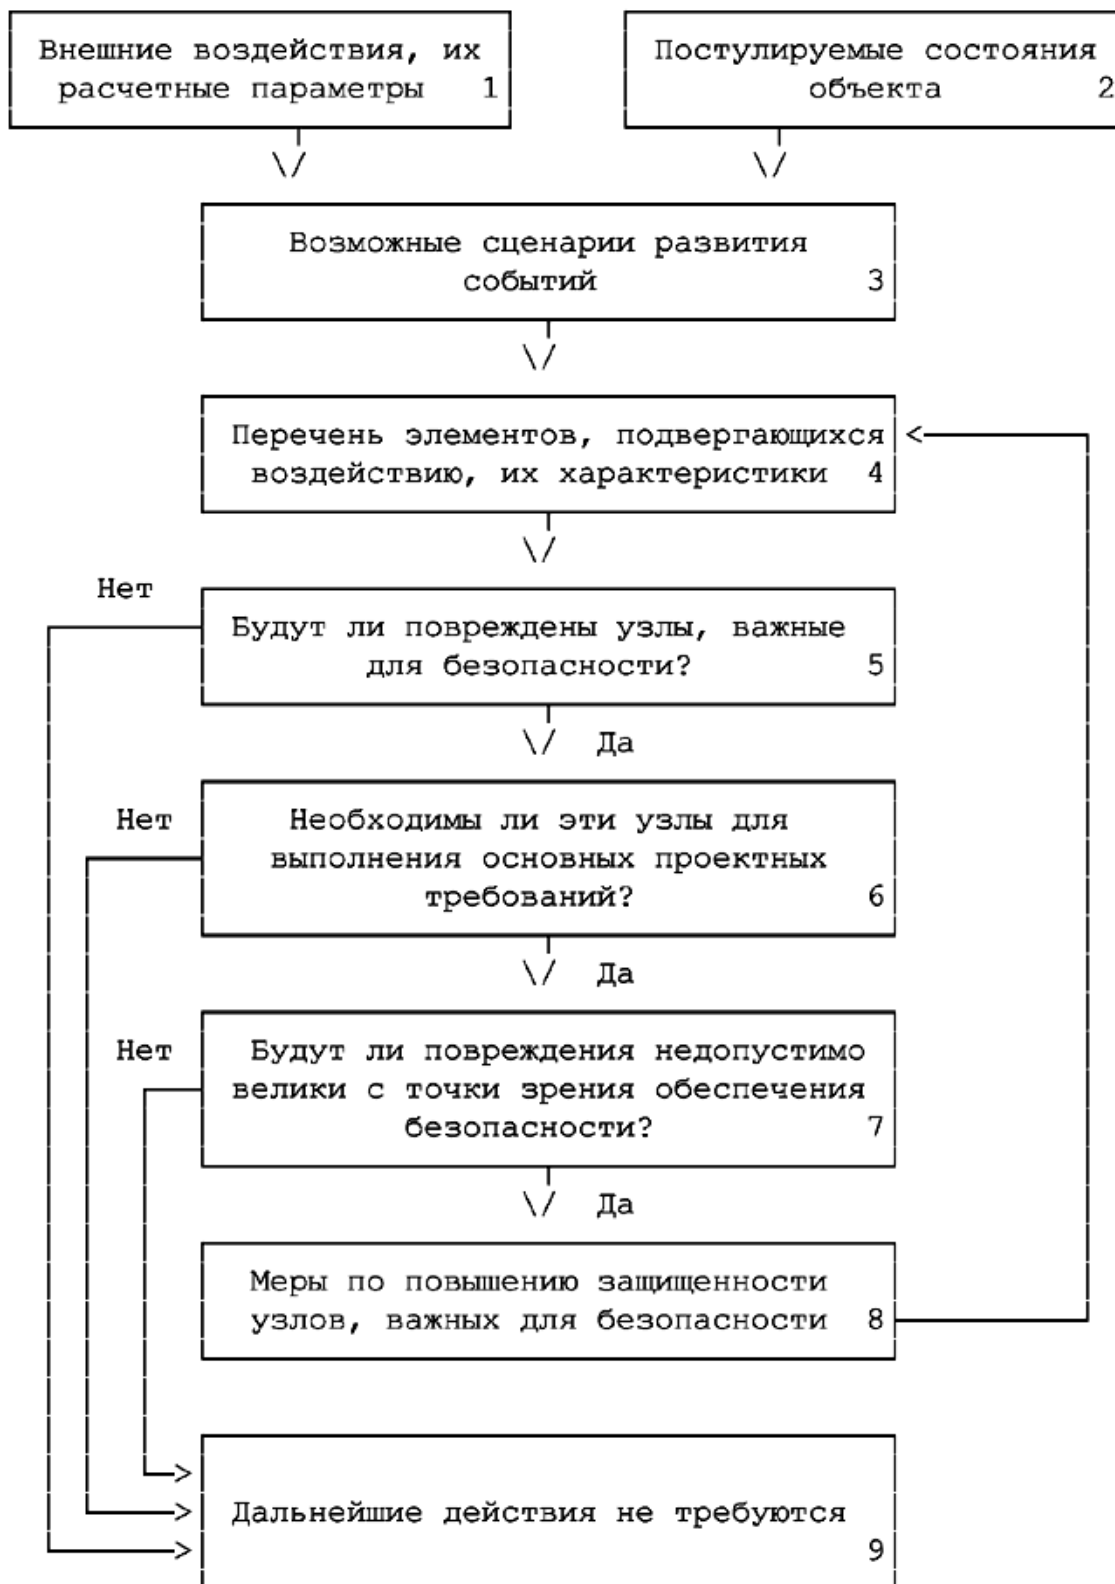 Внешние воздействия, их
расчетные параметры 1
Постулируемые состояния
объекта 2
\/
\/
Возможные сценарии развития
событий 3
\/
Перечень элементов, подвергающихся <
воздействию, их характеристики 4
\/
Нет
Будут ли повреждены узлы, важные
для безопасности? 5
\/ Да
Нет
Необходимы ли эти узлы для
выполнения основных проектных
требований? 6
\/ Да
Нет
Будут ли повреждения недопустимо
велики с точки зрения обеспечения
безопасности? 7
\/ Да
Меры по повышению защищенности
узлов, важных для безопасности 8
>
> Дальнейшие действия не требуются
> 9